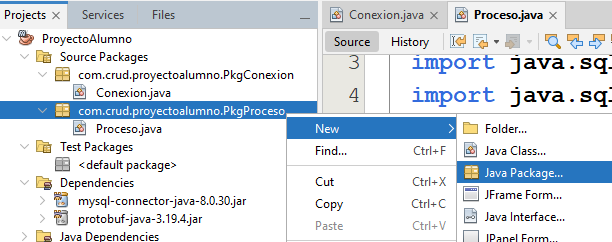 Projects
Services
Files
Conexion.java
Proceso.java
ProyectoAlumno
Source
History
Source Packages
com.crud.proyectoalumno.PkgConexion
3 import java.sql
Conexion.java
4 import java.sql
com.crud.proyectoalumno.PkgProceso
Proceso.java
New
Folder...
Test Packages
Find... Ctrl+F
Java Class...
<default package>
Java Package...
Dependencies
Cut Ctrl+X
JFrame Form...
mysql-connector-java-8.0.30.jar
Copy Ctrl+C
Java Interface...
protobuf-java-3.19.4.jar
Paste Ctrl+V
JPanel Form...
Java Dependencies